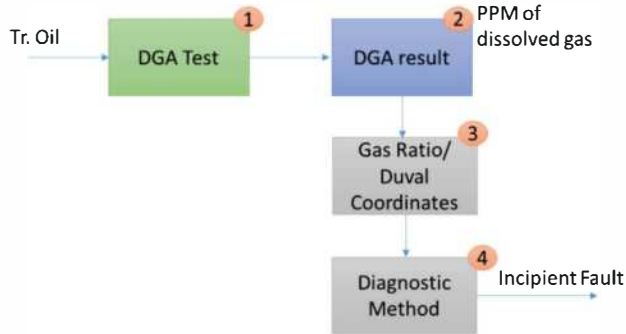 Tr. Oil
1
DGA Test
2
DGA result
PPM of
dissolved gas
3
Gas Ratio/
Duval
Coordinates
4
Diagnostic
Method
Incipient Fault